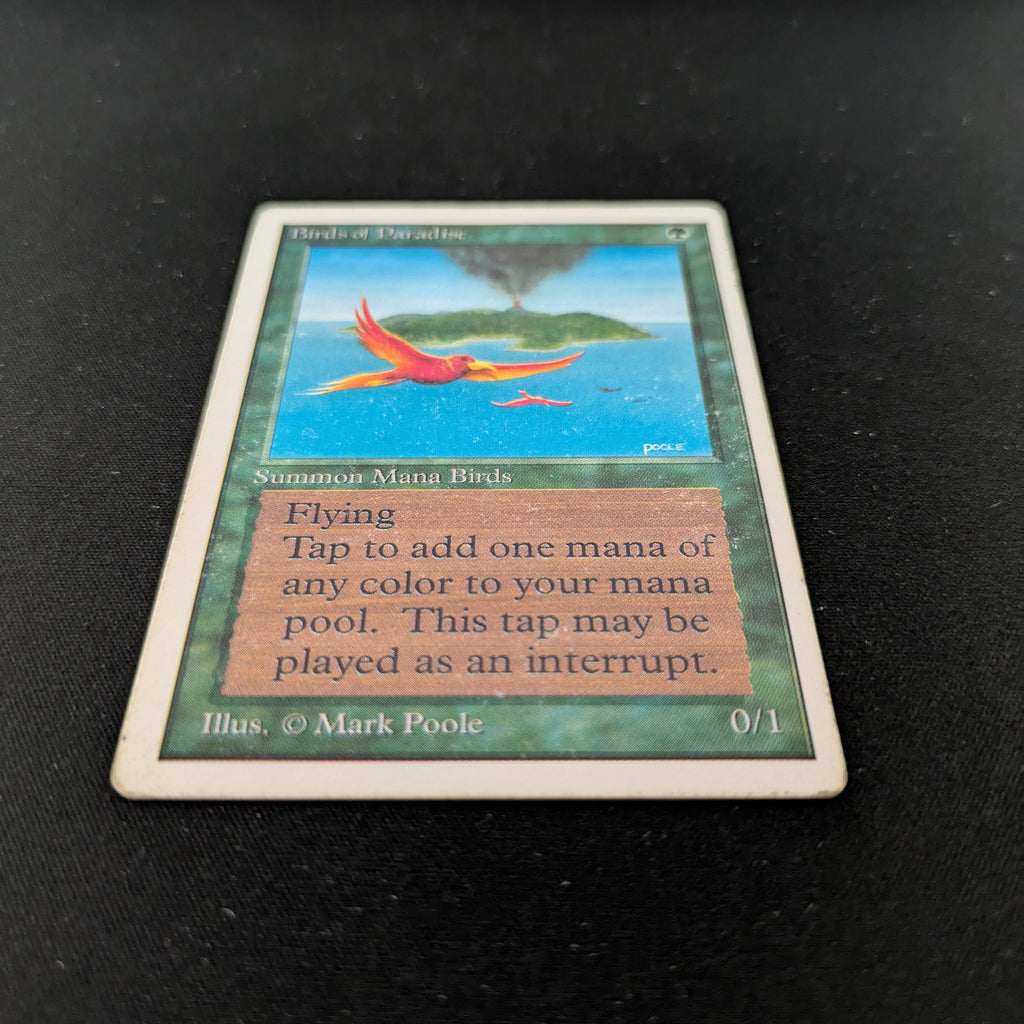 Birds of Paradise
POOLE
Summon Mana Birds
Flying
Tap to add one mana of
any color to your mana
pool. This tap may be
played as an interrupt.
Illus. © Mark Poole
0/1